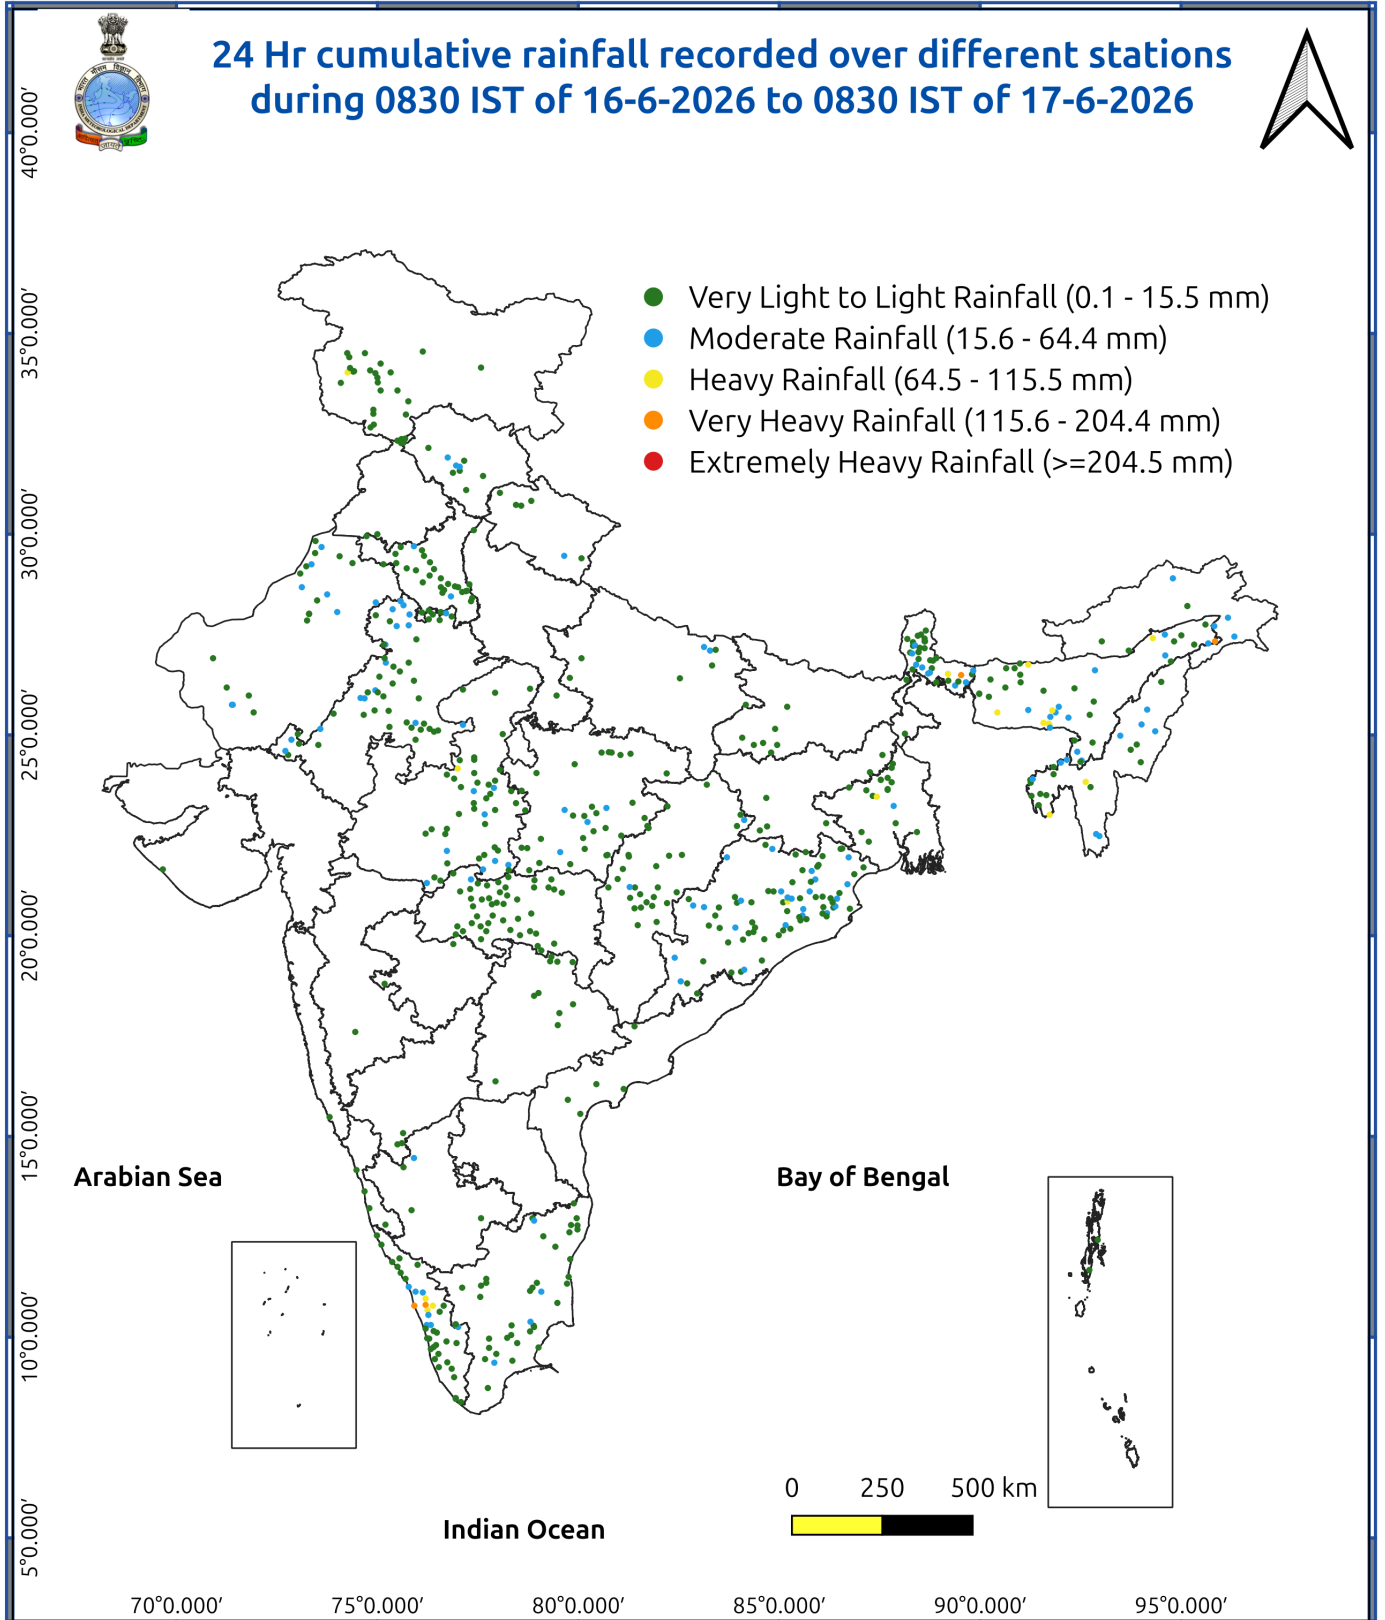 24 Hr cumulative rainfall recorded over different stations
during 0830 IST of 16-6-2026 to 0830 IST of 17-6-2026
Very Light to Light Rainfall (0.1 - 15.5 mm)
Moderate Rainfall (15.6 - 64.4 mm)
Heavy Rainfall (64.5 - 115.5 mm)
Very Heavy Rainfall (115.6 - 204.4 mm)
Extremely Heavy Rainfall (>=204.5 mm)
40°0.000′
35°0.000′
30°0.000′
25°0.000′
20°0.000′
15°0.000′
10°0.000′
5°0.000′
Arabian Sea
Bay of Bengal
Indian Ocean
0 250 500 km
70°0.000′ 75°0.000′ 80°0.000′ 85°0.000′ 90°0.000′ 95°0.000′